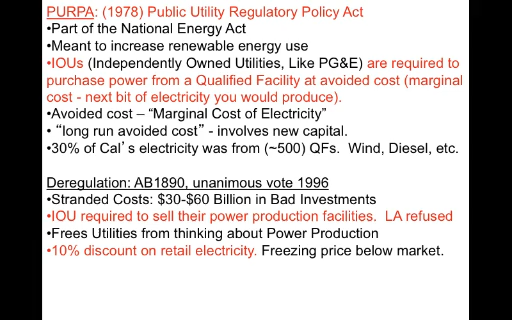 PURPA: (1978) Public Utility Regulatory Policy Act
•Part of the National Energy Act
•Meant to increase renewable energy use
•IOUs (Independently Owned Utilities, Like PG&E) are required to
purchase power from a Qualified Facility at avoided cost (marginal
cost - next bit of electricity you would produce).
•Avoided cost – “Marginal Cost of Electricity”
• “long run avoided cost” - involves new capital.
•30% of Cal’s electricity was from (~500) QFs.  Wind, Diesel, etc.
Deregulation: AB1890, unanimous vote 1996
•Stranded Costs: $30-$60 Billion in Bad Investments
•IOU required to sell their power production facilities.  LA refused
•Frees Utilities from thinking about Power Production
•10% discount on retail electricity. Freezing price below market.